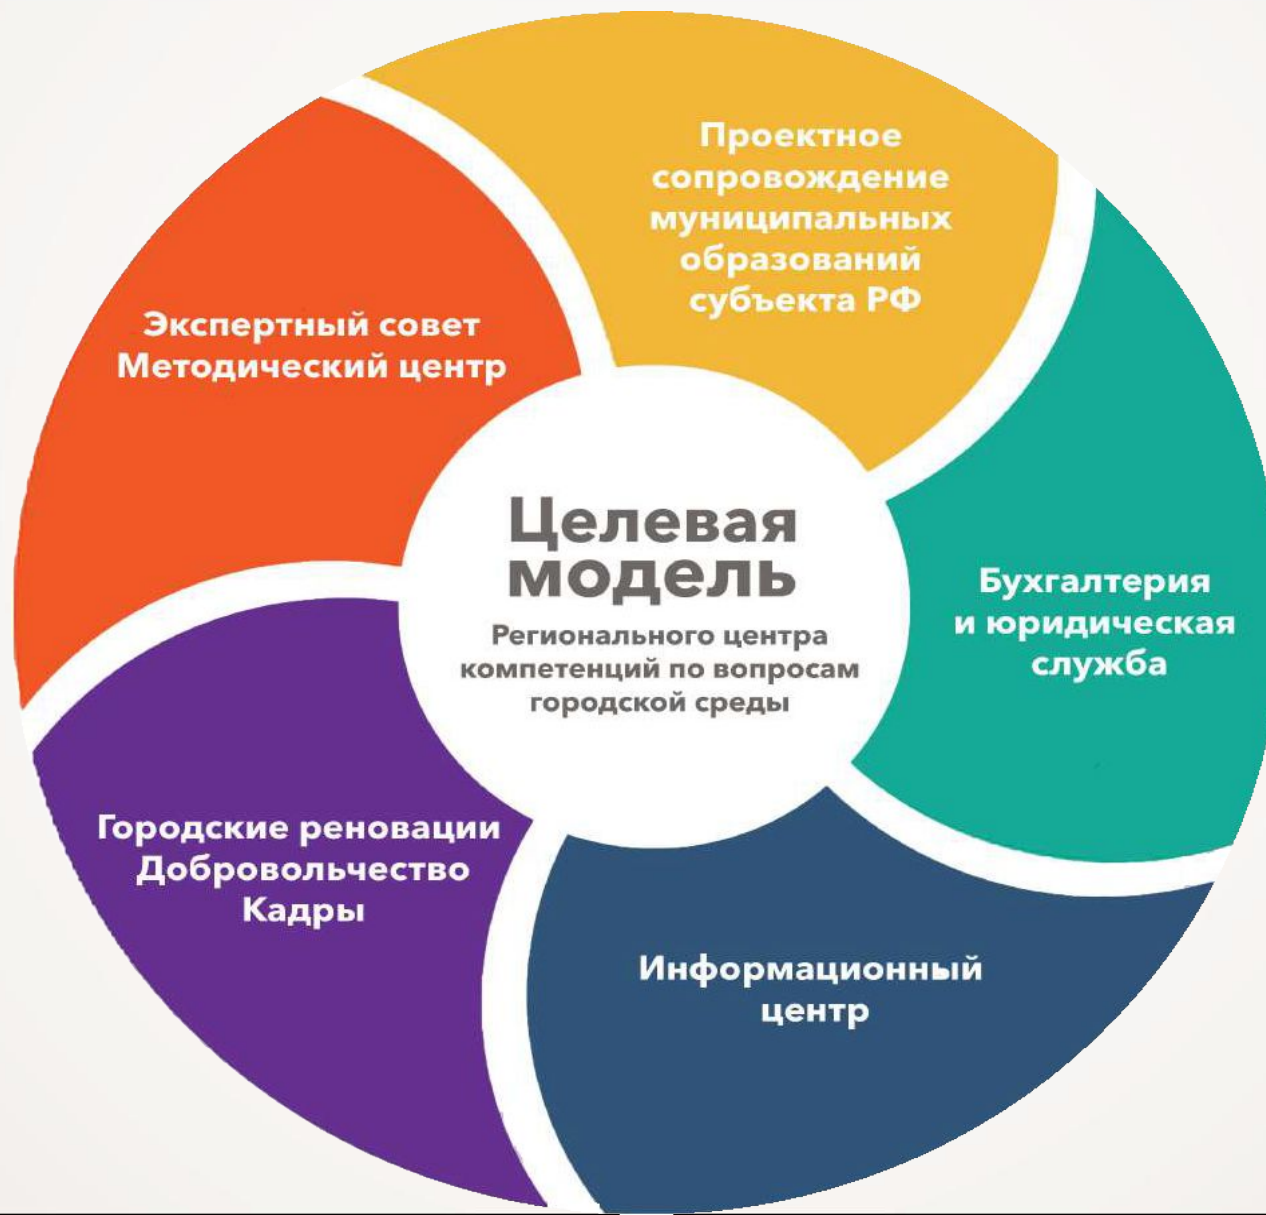 Проектное
сопровождение
муниципальных
образований
субъекта РФ
Экспертный совет
Методический центр
Целевая
модель
Регионального центра
компетенций по вопросам
городской среды
Бухгалтерия
и юридическая
служба
Городские реновации
Добровольчество
Кадры
Информационный
центр